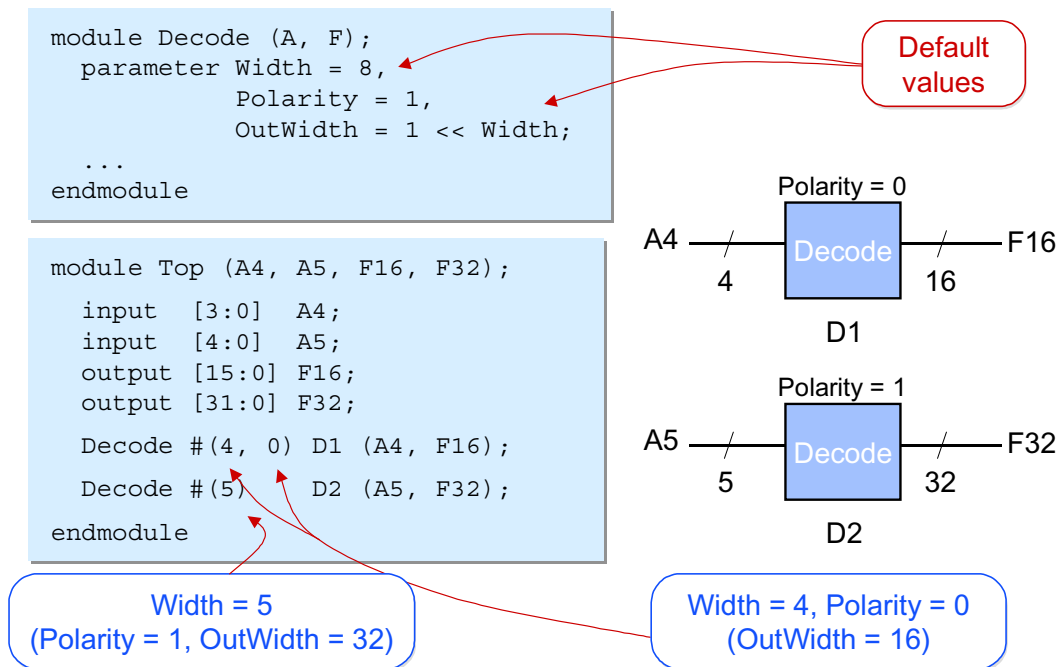 module Decode (A, F);
parameter Width = 8,
Polarity = 1,
OutWidth = 1 << Width;
...
endmodule
Default
values
module Top (A4, A5, F16, F32);
input [3:0] A4;
input [4:0] A5;
output [15:0] F16;
output [31:0] F32;
Decode #(4, 0) D1 (A4, F16);
Decode #(5) D2 (A5, F32);
endmodule
Polarity = 0
A4
Decode
F16
4
16
D1
Polarity = 1
A5
Decode
F32
5
32
D2
Width = 5
(Polarity = 1, OutWidth = 32)
Width = 4, Polarity = 0
(OutWidth = 16)